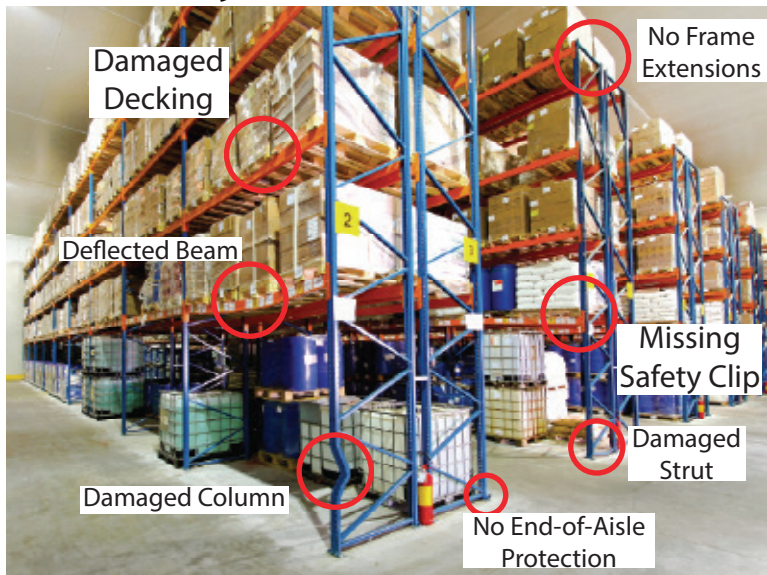 Damaged
Decking
No Frame
Extensions
2
Deflected Beam
Missing
Safety Clip
Damaged Column
Damaged
Strut
No End-of-Aisle
Protection